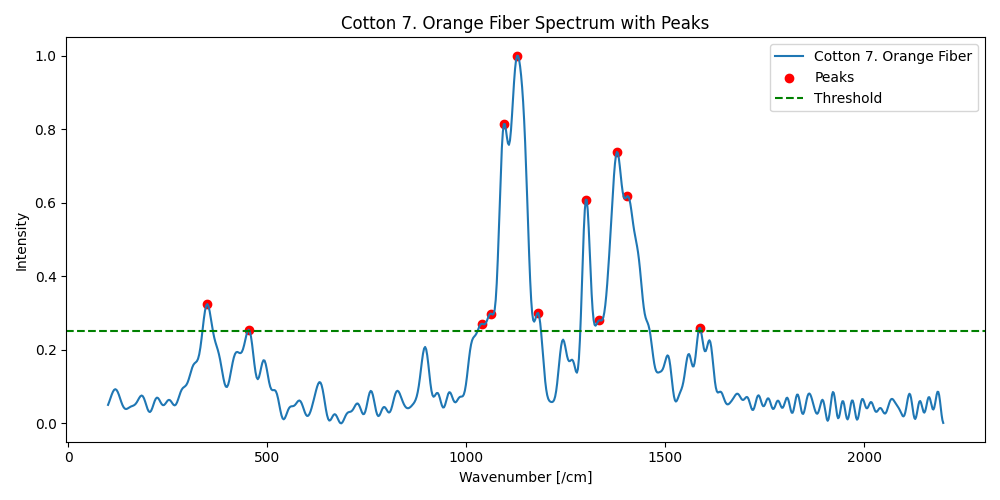 Cotton 7. Orange Fiber Spectrum with Peaks
Cotton 7. Orange Fiber
Peaks
Threshold
Intensity
1.0
0.8
0.6
0.4
0.2
0.0
0 500 1000 1500 2000
Wavenumber [/cm]